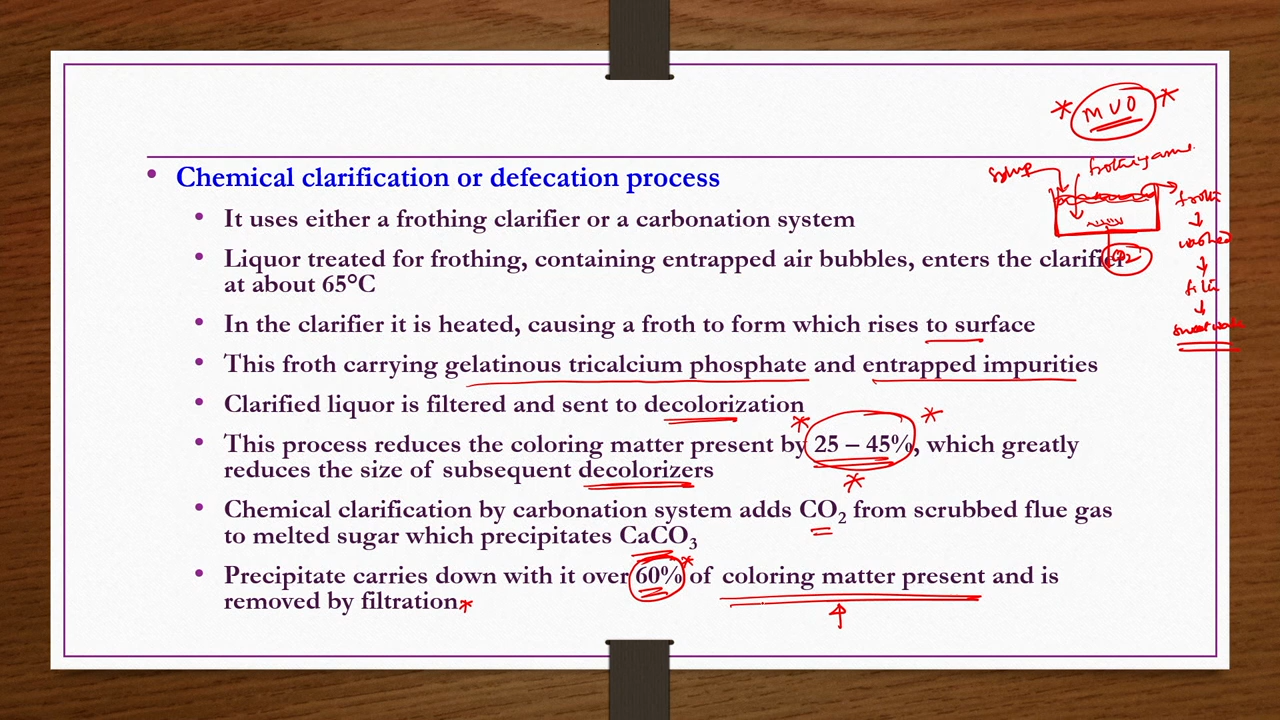 * MUO *
• Chemical clarification or defecation process
syrup
• It uses either a frothing clarifier or a carbonation system
froth
washed
• Liquor treated for frothing, containing entrapped air bubbles, enters the clarifier
at about 65°C
• In the clarifier it is heated, causing a froth to form which rises to surface
• This froth carrying gelatinous tricalcium phosphate and entrapped impurities
• Clarified liquor is filtered and sent to decolorization
• This process reduces the coloring matter present by 25 – 45%, which greatly
reduces the size of subsequent decolorizers
• Chemical clarification by carbonation system adds CO₂ from scrubbed flue gas
to melted sugar which precipitates CaCO₃
• Precipitate carries down with it over 60% of coloring matter present and is
removed by filtration.